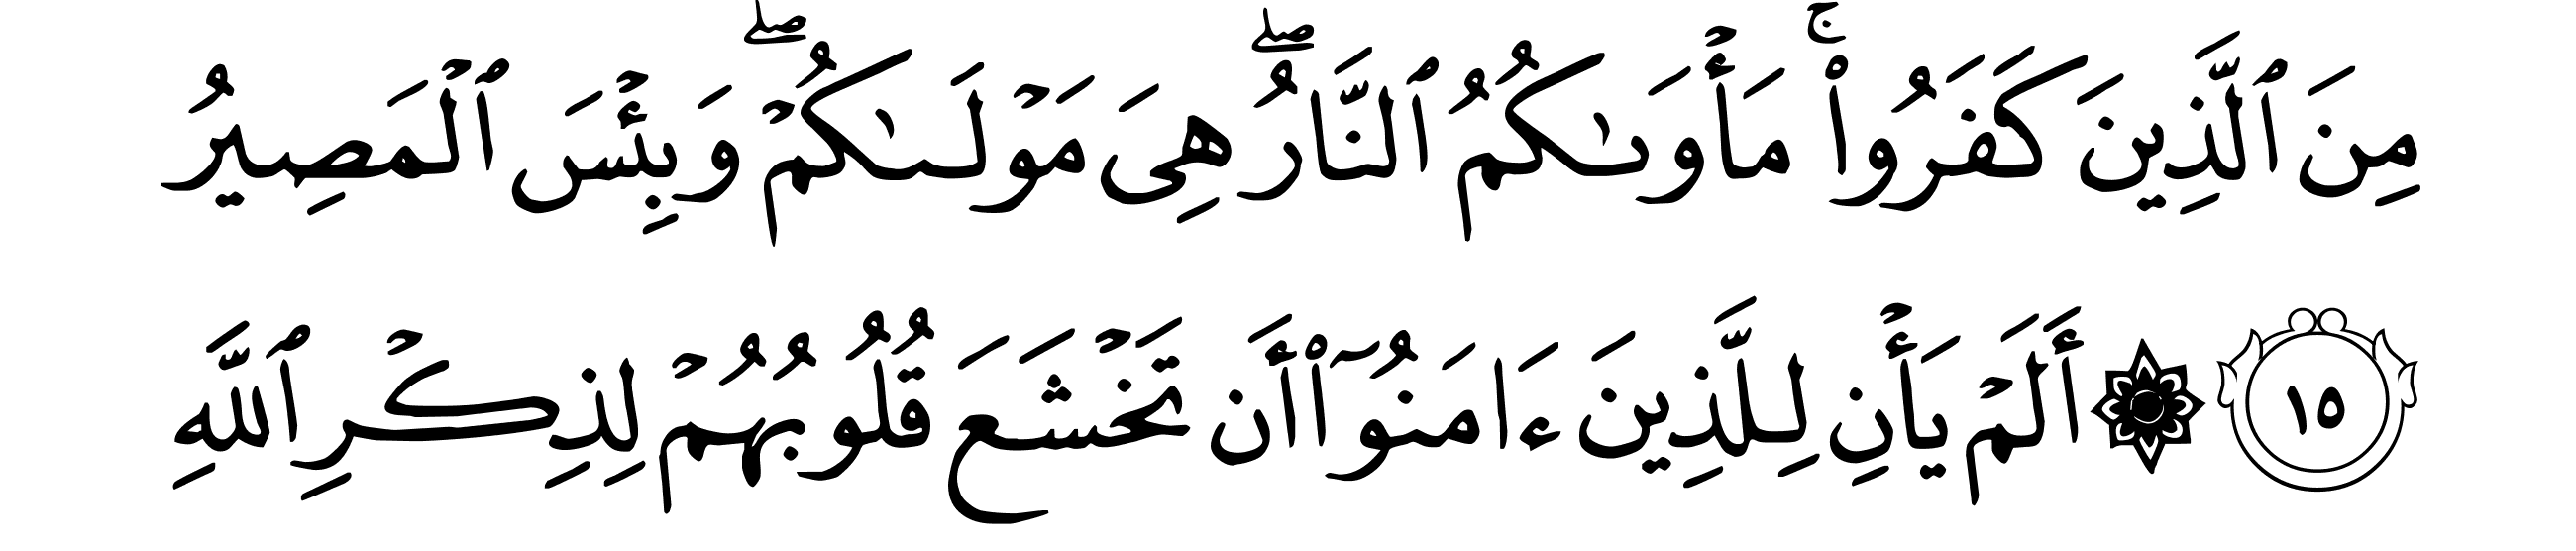 مِنَ ٱلَّذِينَ كَفَرُوا۟ ۚ مَأْوَىٰكُمُ ٱلنَّارُ ۖ هِىَ مَوْلَىٰكُمْ ۖ وَبِئْسَ ٱلْمَصِيرُ
١٥ ۞ أَلَمْ يَأْنِ لِلَّذِينَ ءَامَنُوٓا۟ أَن تَخْشَعَ قُلُوبُهُمْ لِذِكْرِ ٱللَّهِ